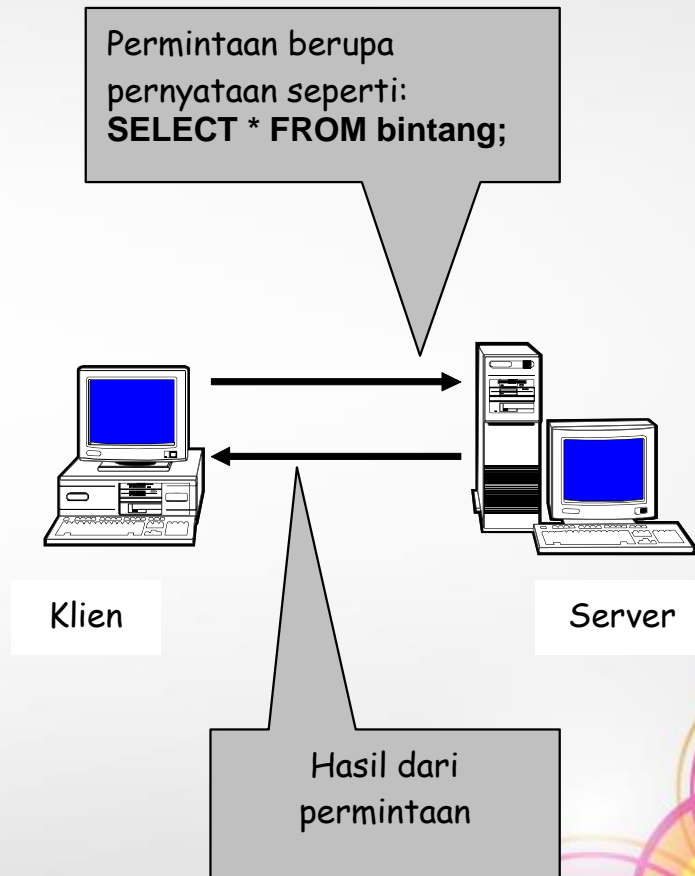 Permintaan berupa
pernyataan seperti:
SELECT * FROM bintang;
Klien
Server
Hasil dari
permintaan